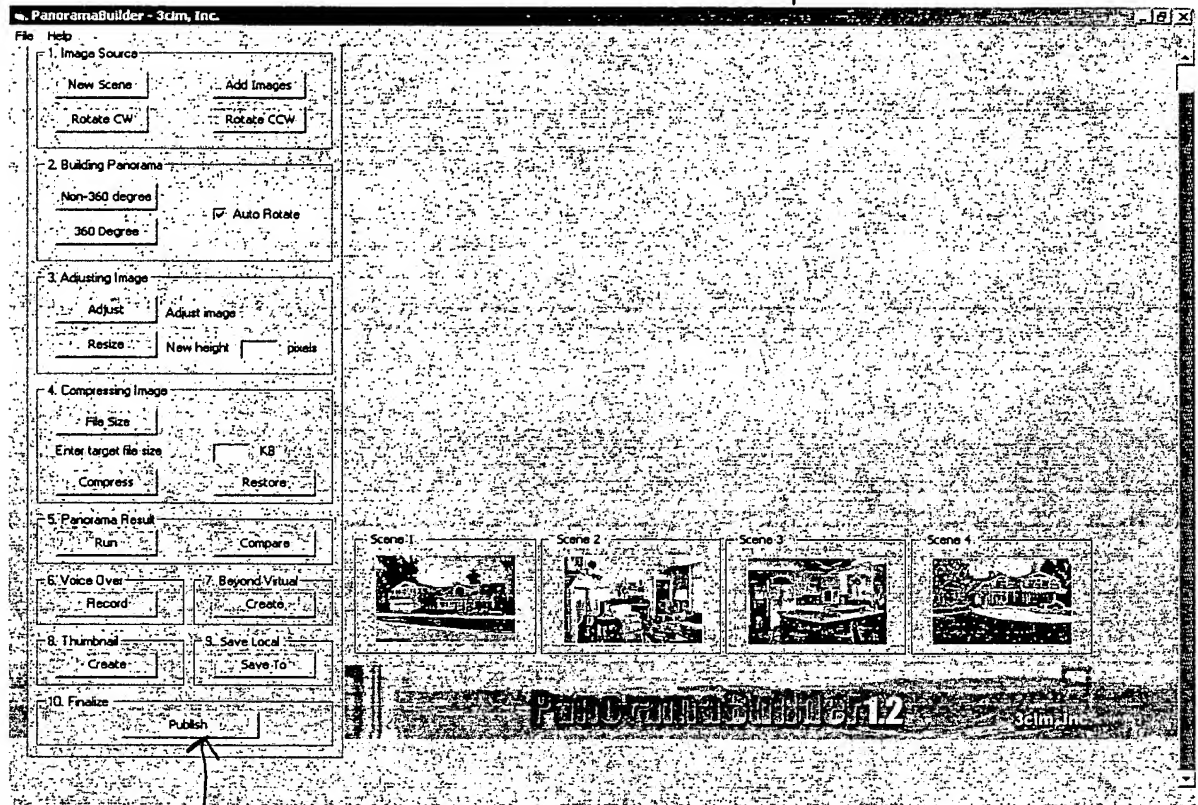 PanoramaBuilder - 3clm, Inc.
File Help
1. Image Source
New Scene Add Images
Rotate CW Rotate CCW
2. Building Panorama
Non-360 degree
Auto Rotate
360 Degree
3. Adjusting Image
Adjust Adjust image
Resize New height pixels
4. Compressing Image
File Size
Enter target file size KB
Compress Restore
5. Panorama Result
Run Compare
6. Voice Over 7. Beyond Virtual
Record Create
8. Thumbnail 9. Save Local
Create Save To
10. Finalize
Publish
Scene 1 Scene 2 Scene 3 Scene 4
PanoramaBuilder 1.2
3clm, Inc.